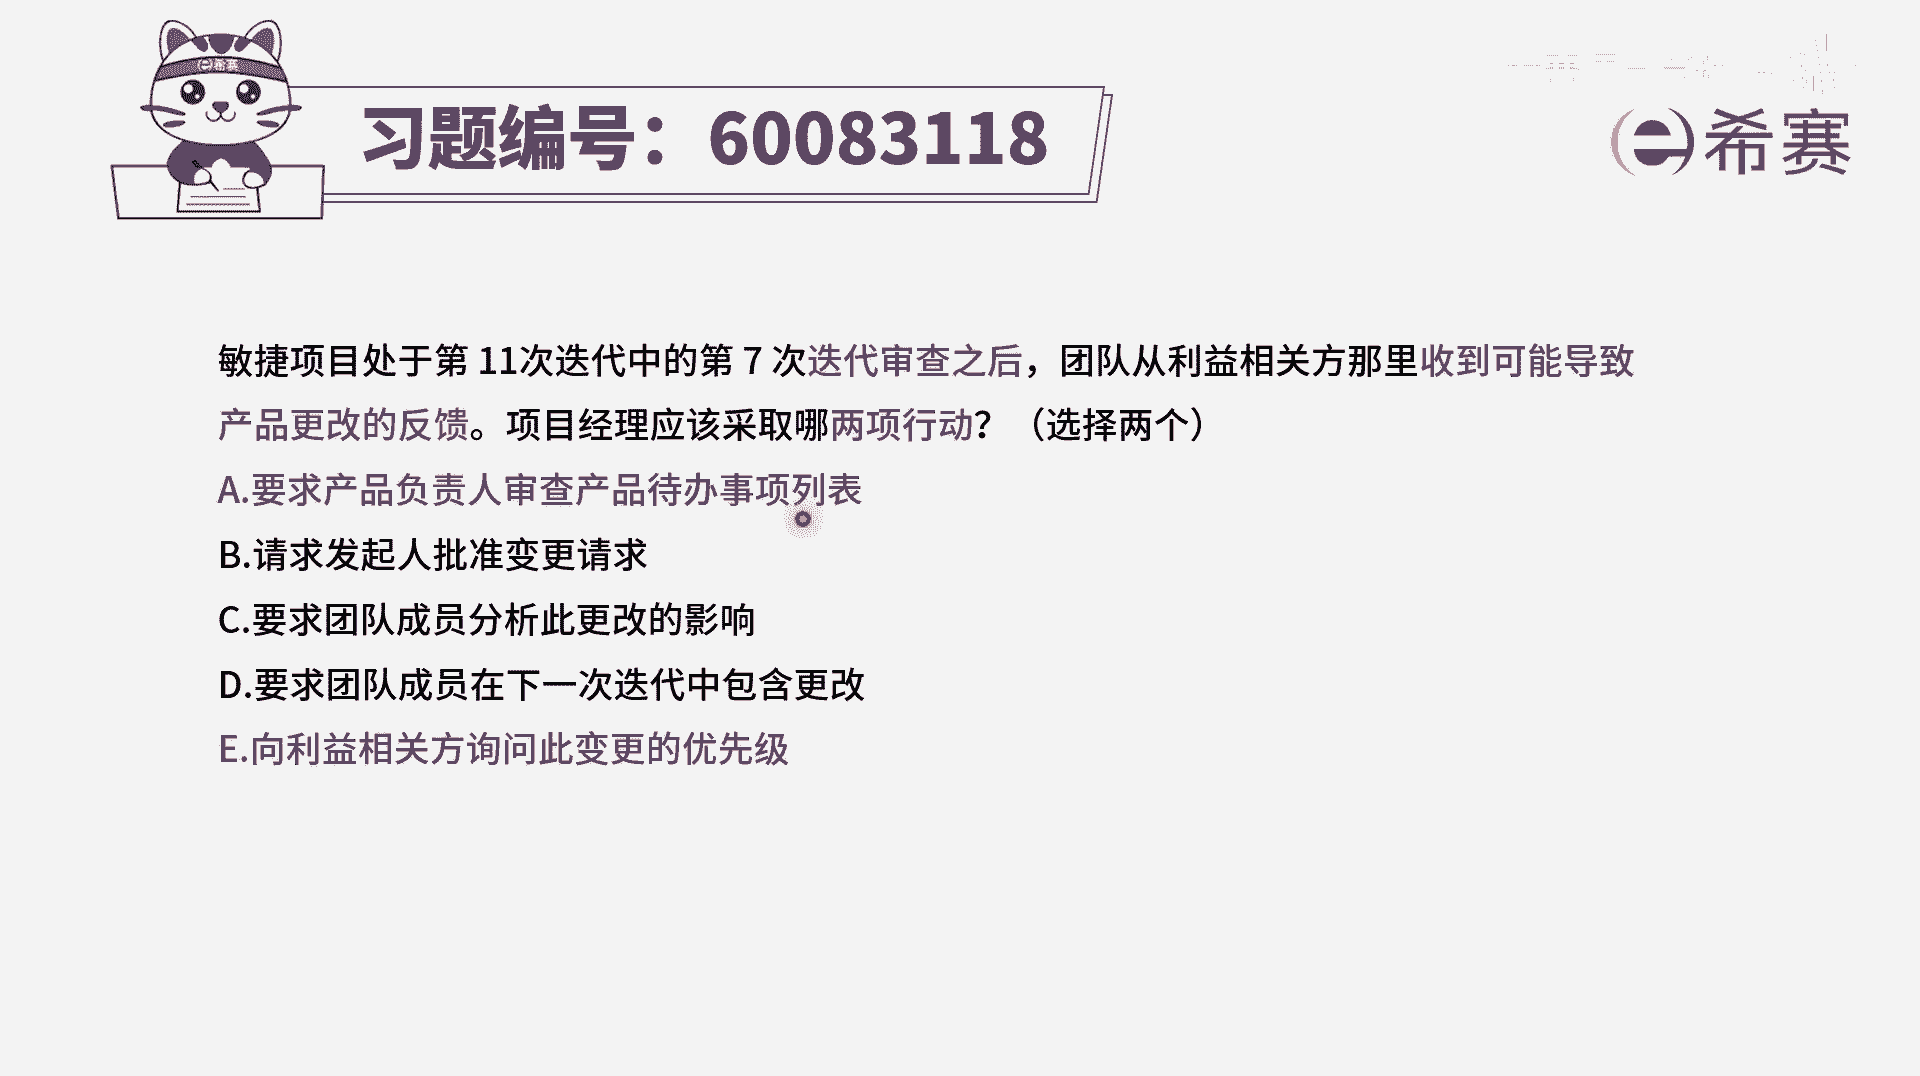 希赛
习题编号：60083118
希赛
敏捷项目处于第 11次迭代中的第 7 次迭代审查之后，团队从利益相关方那里收到可能导致
产品更改的反馈。项目经理应该采取哪两项行动？（选择两个）
A.要求产品负责人审查产品待办事项列表
B.请求发起人批准变更请求
C.要求团队成员分析此更改的影响
D.要求团队成员在下一次迭代中包含更改
E.向利益相关方询问此变更的优先级